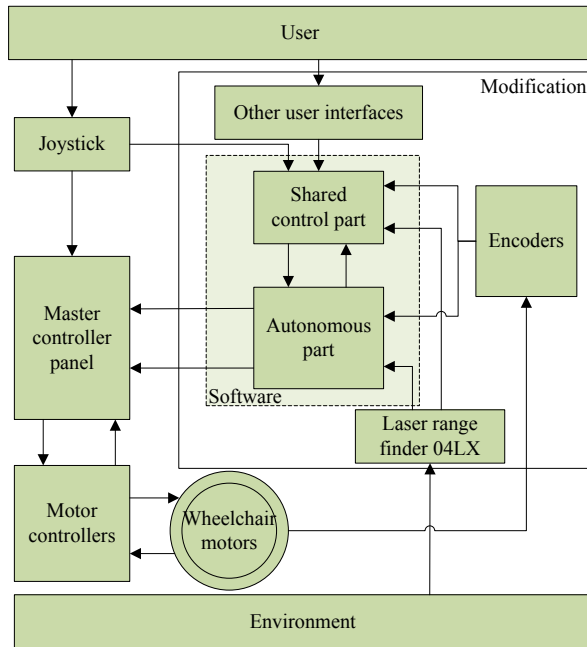 User
Modification
Other user interfaces
Joystick
Shared
control part
Encoders
Master
controller
panel
Autonomous
part
Software
Laser range
finder 04LX
Motor
controllers
Wheelchair
motors
Environment